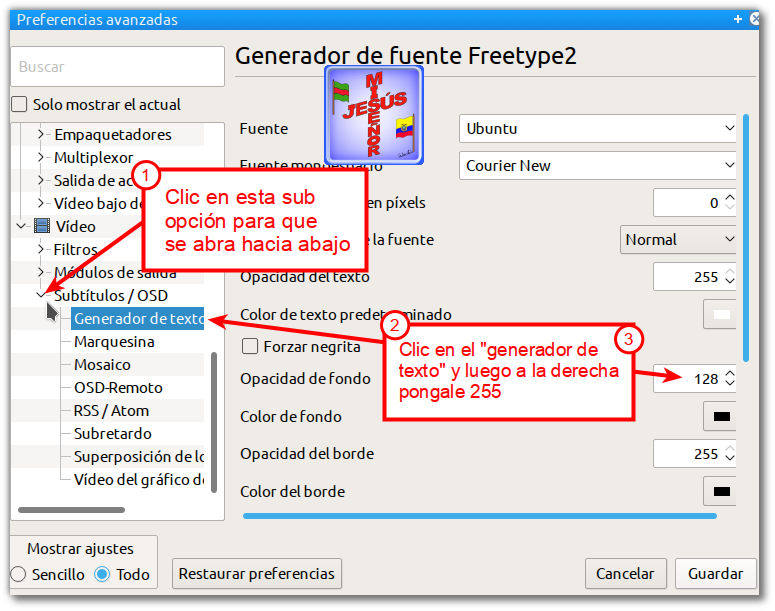 Preferencias avanzadas
Buscar
Solo mostrar el actual
Empaquetadores
Multiplexor
Salida de ac
Vídeo bajo de
Vídeo
Filtros
Módulos de salida
Subtítulos / OSD
Generador de texto
Marquesina
Mosaico
OSD-Remoto
RSS / Atom
Subretardo
Superposición de lo
Vídeo del gráfico de
Mostrar ajustes
Sencillo
Todo
Restaurar preferencias
Generador de fuente Freetype2
MI SEÑOR
JESÚS
Fuente
Ubuntu
Fuente monoespacio
Courier New
en píxels
0
la fuente
Normal
Opacidad del texto
255
Color de texto predeterminado
Forzar negrita
Opacidad de fondo
128
Color de fondo
Opacidad del borde
255
Color del borde
Cancelar
Guardar
1
Clic en esta sub
opción para que
se abra hacia abajo
2
3
Clic en el "generador de
texto" y luego a la derecha
pongale 255